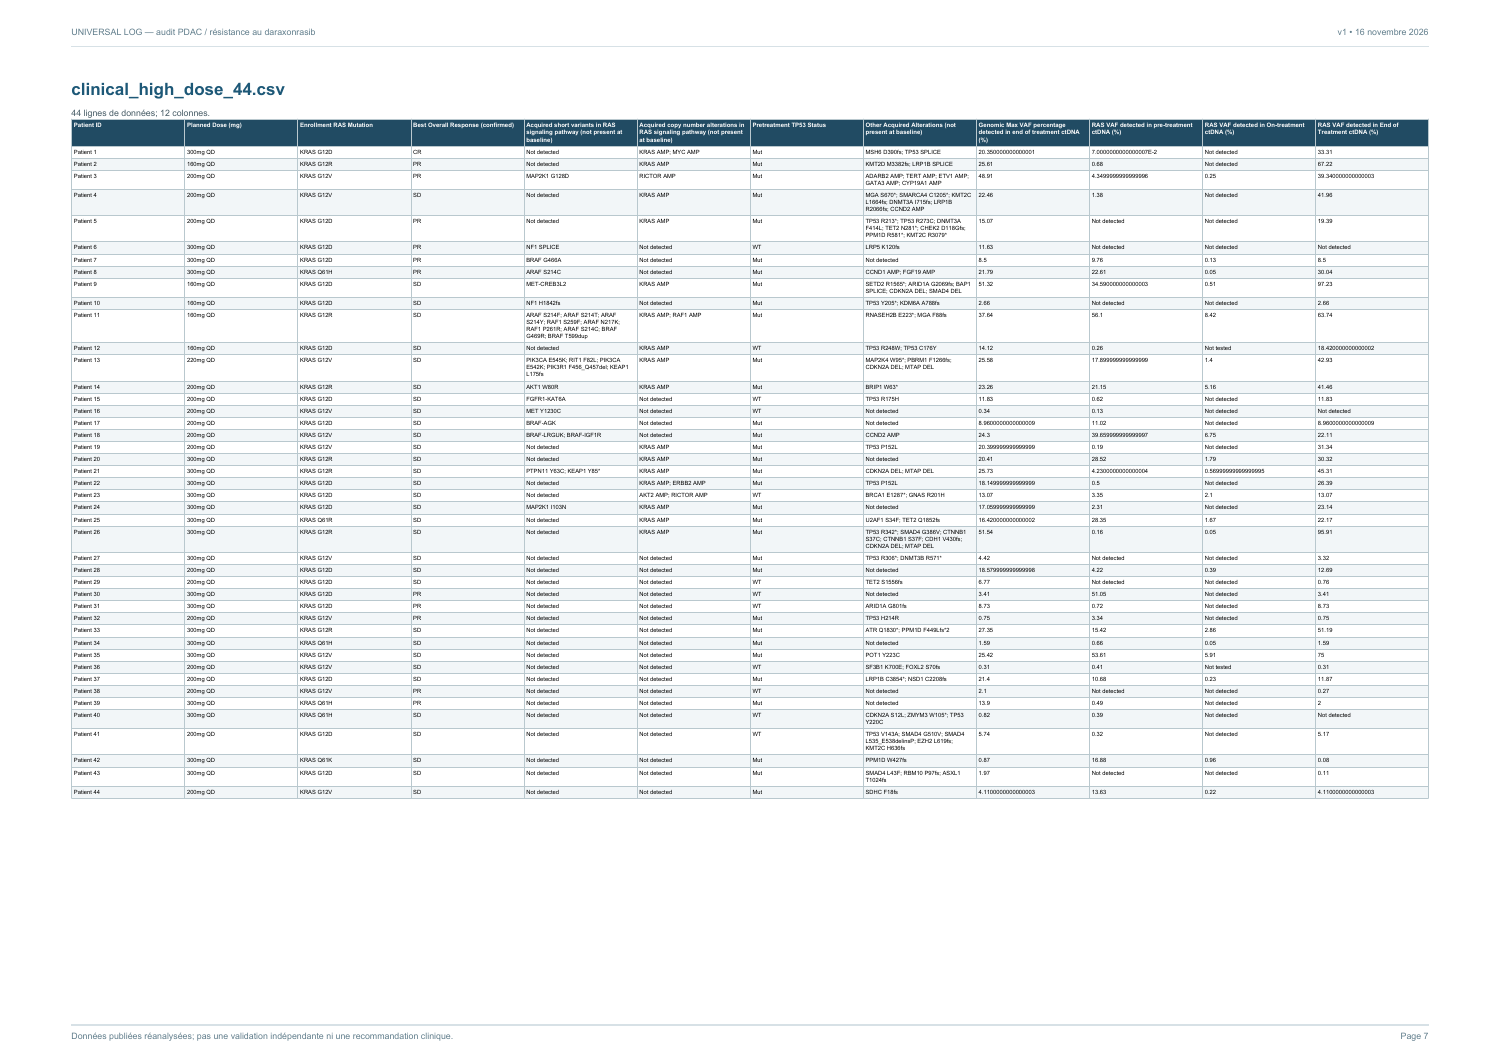 UNIVERSAL LOG — audit PDAC / résistance au daraxonrasib
v1 • 16 novembre 2026
clinical_high_dose_44.csv
44 lignes de données; 12 colonnes.
Patient ID | Planned Dose (mg) | Enrollment RAS Mutation | Best Overall Response (confirmed) | Acquired short variants in RAS signaling pathway (not present at baseline) | Acquired copy number alterations in RAS signaling pathway (not present at baseline) | Pretreatment TP53 Status | Other Acquired Alterations (not present at baseline) | Genomic Max VAF percentage detected in end of treatment ctDNA (%) | RAS VAF detected in pre-treatment ctDNA (%) | RAS VAF detected in On-treatment ctDNA (%) | RAS VAF detected in End of Treatment ctDNA (%)
Patient 1 | 300mg QD | KRAS G12D | CR | Not detected | KRAS AMP; MYC AMP | Mut | MSH6 D390fs; TP53 SPLICE | 20.350000000000001 | 7.0000000000000007E-2 | Not detected | 33.31
Patient 2 | 160mg QD | KRAS G12R | PR | Not detected | KRAS AMP | Mut | KMT2D M3382fs; LRP1B SPLICE | 25.61 | 0.68 | Not detected | 67.22
Patient 3 | 200mg QD | KRAS G12V | PR | MAP2K1 G128D | RICTOR AMP | Mut | ADARB2 AMP; TERT AMP; ETV1 AMP; GATA3 AMP; CYP19A1 AMP | 48.91 | 4.3499999999999996 | 0.25 | 39.340000000000003
Patient 4 | 200mg QD | KRAS G12V | SD | Not detected | KRAS AMP | Mut | MGA S670*; SMARCA4 C1205*; KMT2C L1664fs; DNMT3A I715fs; LRP1B R2066fs; CCND2 AMP | 22.46 | 1.38 | Not detected | 41.96
Patient 5 | 200mg QD | KRAS G12D | PR | Not detected | KRAS AMP | Mut | TP53 R213*; TP53 R273C; DNMT3A F414L; TET2 N281*; CHEK2 D118Gfs; PPM1D R581*; KMT2C R3079* | 15.07 | Not detected | Not detected | 19.39
Patient 6 | 300mg QD | KRAS G12D | PR | NF1 SPLICE | Not detected | WT | LRP5 K120fs | 11.63 | Not detected | Not detected | Not detected
Patient 7 | 300mg QD | KRAS G12D | PR | BRAF G466A | Not detected | Mut | Not detected | 8.5 | 9.76 | 0.13 | 8.5
Patient 8 | 300mg QD | KRAS Q61H | PR | ARAF S214C | Not detected | Mut | CCND1 AMP; FGF19 AMP | 21.79 | 22.61 | 0.05 | 30.04
Patient 9 | 160mg QD | KRAS G12D | SD | MET-CREB3L2 | KRAS AMP | Mut | SETD2 R1565*; ARID1A G2069fs; BAP1 SPLICE; CDKN2A DEL; SMAD4 DEL | 51.32 | 34.590000000000003 | 0.51 | 97.23
Patient 10 | 160mg QD | KRAS G12D | SD | NF1 H1842fs | Not detected | Mut | TP53 Y205*; KDM6A A788fs | 2.66 | Not detected | Not detected | 2.66
Patient 11 | 160mg QD | KRAS G12R | SD | ARAF S214F; ARAF S214T; ARAF S214Y; RAF1 S259F; ARAF N217K; RAF1 P261R; ARAF S214C; BRAF G469R; BRAF T599dup | KRAS AMP; RAF1 AMP | Mut | RNASEH2B E223*; MGA F88fs | 37.84 | 56.1 | 8.42 | 63.74
Patient 12 | 160mg QD | KRAS G12D | SD | Not detected | KRAS AMP | WT | TP53 R248W; TP53 C176Y | 14.12 | 0.26 | Not tested | 18.420000000000002
Patient 13 | 220mg QD | KRAS G12V | SD | PIK3CA E545K; RIT1 F82L; PIK3CA E542K; PIK3R1 F456_Q457del; KEAP1 L175fs | KRAS AMP | Mut | MAP2K4 W95*; PBRM1 F1266fs; CDKN2A DEL; MTAP DEL | 25.58 | 17.899999999999999 | 1.4 | 42.93
Patient 14 | 200mg QD | KRAS G12R | SD | AKT1 W80R | KRAS AMP | Mut | BRIP1 W63* | 23.26 | 21.15 | 5.16 | 41.46
Patient 15 | 200mg QD | KRAS G12D | SD | FGFR1-KAT6A | Not detected | WT | TP53 R175H | 11.83 | 0.62 | Not detected | 11.83
Patient 16 | 200mg QD | KRAS G12V | SD | MET Y1230C | Not detected | WT | Not detected | 0.34 | 0.13 | Not detected | Not detected
Patient 17 | 200mg QD | KRAS G12D | SD | BRAF-AGK | Not detected | Mut | Not detected | 8.9600000000000009 | 11.02 | Not detected | 8.9600000000000009
Patient 18 | 200mg QD | KRAS G12V | SD | BRAF-LRGUK; BRAF-IGF1R | Not detected | Mut | CCND2 AMP | 24.3 | 39.659999999999997 | 6.75 | 22.11
Patient 19 | 200mg QD | KRAS G12D | SD | Not detected | KRAS AMP | Mut | TP53 P152L | 20.399999999999999 | 0.19 | Not detected | 31.34
Patient 20 | 300mg QD | KRAS G12R | SD | Not detected | KRAS AMP | Mut | Not detected | 20.41 | 28.52 | 1.79 | 30.32
Patient 21 | 300mg QD | KRAS G12R | SD | PTPN11 Y63C; KEAP1 Y85* | KRAS AMP | Mut | CDKN2A DEL; MTAP DEL | 25.73 | 4.2300000000000004 | 0.56999999999999995 | 45.31
Patient 22 | 300mg QD | KRAS G12D | SD | Not detected | KRAS AMP; ERBB2 AMP | Mut | TP53 P152L | 18.149999999999999 | 0.5 | Not detected | 26.39
Patient 23 | 300mg QD | KRAS G12D | SD | Not detected | AKT2 AMP; RICTOR AMP | WT | BRCA1 E1287*; GNAS R201H | 13.07 | 3.35 | 2.1 | 13.07
Patient 24 | 300mg QD | KRAS G12D | SD | MAP2K1 I103N | KRAS AMP | Mut | Not detected | 17.059999999999999 | 2.31 | Not detected | 23.14
Patient 25 | 300mg QD | KRAS Q61R | SD | Not detected | KRAS AMP | Mut | U2AF1 S34F; TET2 Q1852fs | 16.420000000000002 | 28.35 | 1.67 | 22.17
Patient 26 | 300mg QD | KRAS G12R | SD | Not detected | KRAS AMP | Mut | TP53 R342*; SMAD4 G386V; CTNNB1 S37C; CTNNB1 S37F; CDH1 V430fs; CDKN2A DEL; MTAP DEL | 51.54 | 0.16 | 0.05 | 95.91
Patient 27 | 300mg QD | KRAS G12D | SD | Not detected | Not detected | Mut | TP53 R306*; DNMT3B R571* | 4.42 | Not detected | Not detected | 3.32
Patient 28 | 200mg QD | KRAS G12D | SD | Not detected | Not detected | Mut | Not detected | 18.579999999999998 | 4.22 | 0.39 | 12.69
Patient 29 | 200mg QD | KRAS G12D | SD | Not detected | Not detected | WT | TET2 S1556fs | 6.77 | Not detected | Not detected | 0.76
Patient 30 | 300mg QD | KRAS G12D | PR | Not detected | Not detected | WT | Not detected | 3.41 | 51.05 | Not detected | 3.41
Patient 31 | 300mg QD | KRAS G12D | PR | Not detected | Not detected | WT | ARID1A G801fs | 8.73 | 0.72 | Not detected | 8.73
Patient 32 | 200mg QD | KRAS G12V | PR | Not detected | Not detected | Mut | TP53 H214R | 0.75 | 3.34 | Not detected | 0.75
Patient 33 | 300mg QD | KRAS G12R | SD | Not detected | Not detected | Mut | ATR Q1830*; PPM1D F449Lfs*2 | 27.35 | 15.42 | 2.86 | 51.19
Patient 34 | 300mg QD | KRAS Q61H | SD | Not detected | Not detected | Mut | Not detected | 1.59 | 0.66 | 0.05 | 1.59
Patient 35 | 300mg QD | KRAS G12V | SD | Not detected | Not detected | Mut | POT1 Y223C | 25.42 | 53.61 | 5.91 | 75
Patient 36 | 200mg QD | KRAS G12V | SD | Not detected | Not detected | WT | SF3B1 K700E; FOXL2 S70fs | 0.31 | 0.41 | Not tested | 0.31
Patient 37 | 200mg QD | KRAS G12D | SD | Not detected | Not detected | Mut | LRP1B C3854*; NSD1 C2208fs | 21.4 | 10.68 | 0.23 | 11.87
Patient 38 | 200mg QD | KRAS G12V | PR | Not detected | Not detected | WT | Not detected | 2.1 | Not detected | Not detected | 0.27
Patient 39 | 300mg QD | KRAS Q61H | PR | Not detected | Not detected | Mut | Not detected | 13.9 | 0.49 | Not detected | 2
Patient 40 | 300mg QD | KRAS Q61H | SD | Not detected | Not detected | WT | CDKN2A S12L; ZMYM3 W105*; TP53 Y220C | 0.82 | 0.39 | Not detected | Not detected
Patient 41 | 200mg QD | KRAS G12D | SD | Not detected | Not detected | WT | TP53 V143A; SMAD4 G510V; SMAD4 L535_E538delinsP; EZH2 L619fs; KMT2C H636fs | 5.74 | 0.32 | Not detected | 5.17
Patient 42 | 300mg QD | KRAS Q61K | SD | Not detected | Not detected | Mut | PPM1D W427fs | 0.87 | 16.88 | 0.96 | 0.08
Patient 43 | 300mg QD | KRAS G12D | SD | Not detected | Not detected | Mut | SMAD4 L43F; RBM10 P97fs; ASXL1 T1024fs | 1.97 | Not detected | Not detected | 0.11
Patient 44 | 200mg QD | KRAS G12V | SD | Not detected | Not detected | Mut | SDHC F18fs | 4.1100000000000003 | 13.63 | 0.22 | 4.1100000000000003
Données publiées réanalysées; pas une validation indépendante ni une recommandation clinique.
Page 7